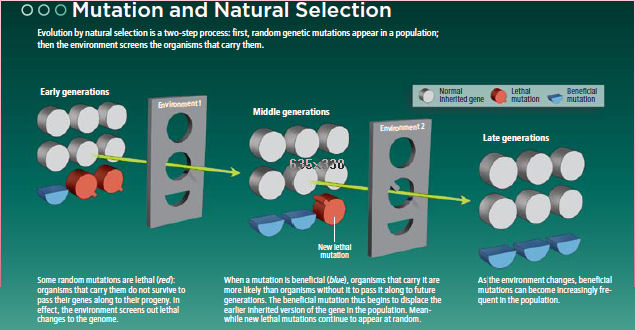 Mutation and Natural Selection
Evolution by natural selection is a two-step process: first, random genetic mutations appear in a population;
then the environment screens the organisms that carry them.
Early generations
Environment 1
Middle generations
Environment 2
Normal
inherited gene
Lethal
mutation
Beneficial
mutation
Late generations
635×330
New lethal
mutation
Some random mutations are lethal (red):
organisms that carry them do not survive to
pass their genes along to their progeny. In
effect, the environment screens out lethal
changes to the genome.
When a mutation is beneficial (blue), organisms that carry it are
more likely than organisms without it to pass it along to future
generations. The beneficial mutation thus begins to displace the
earlier inherited version of the gene in the population. Mean-
while new lethal mutations continue to appear at random.
As the environment changes, beneficial
mutations can become increasingly fre-
quent in the population.